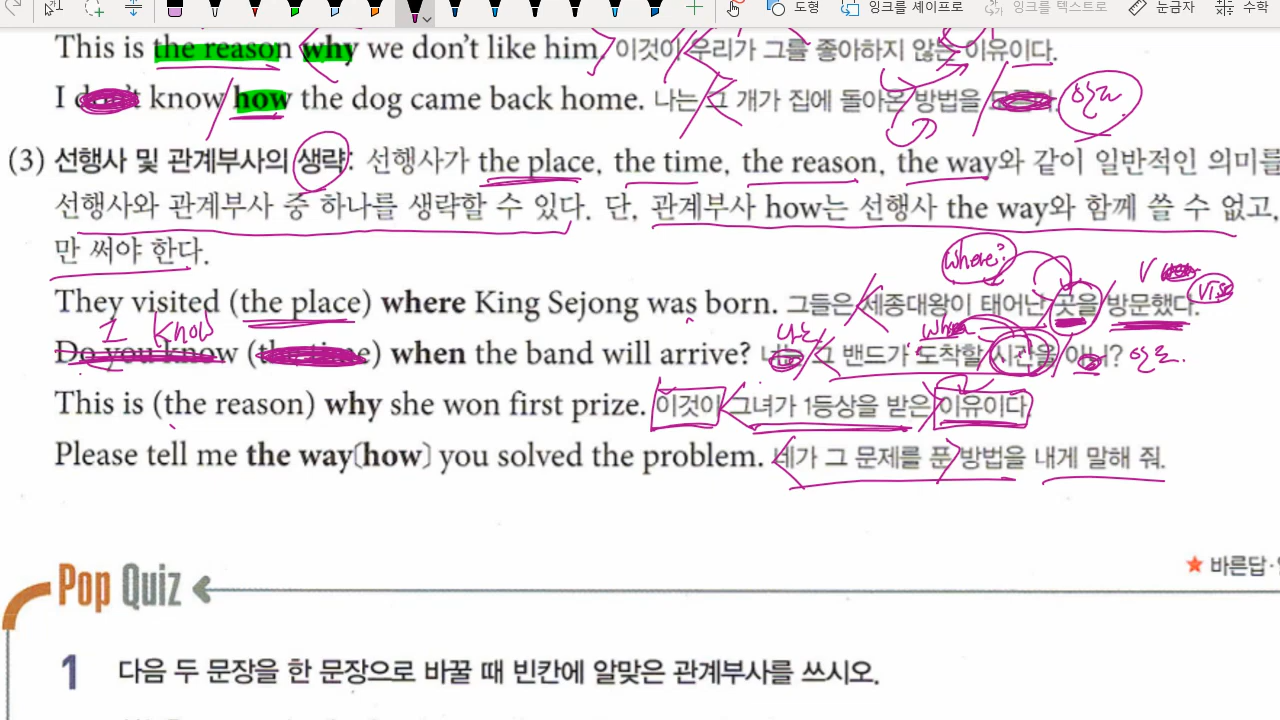 도형 잉크를 셰이프로 잉크를 텍스트로 눈금자 수학
This is the reason why we don't like him. 이것이 우리가 그를 좋아하지 않은 이유이다.
I don't know how the dog came back home. 나는 그 개가 집에 돌아온 방법을 안다.
(3) 선행사 및 관계부사의 생략: 선행사가 the place, the time, the reason, the way와 같이 일반적인 의미를
선행사와 관계부사 중 하나를 생략할 수 있다. 단, 관계부사 how는 선행사 the way와 함께 쓸 수 없고,
만 써야 한다.
where?
They visited (the place) where King Sejong was born. 그들은 세종대왕이 태어난 곳을 방문했다.
I know 나는 when
Do you know (the time) when the band will arrive? 너는 그 밴드가 도착할 시간을 아니? 안다.
This is (the reason) why she won first prize. 이것이 그녀가 1등상을 받은 이유이다.
Please tell me the way[how] you solved the problem. 네가 그 문제를 푼 방법을 내게 말해 줘.
Pop Quiz
★ 바른답·
1 다음 두 문장을 한 문장으로 바꿀 때 빈칸에 알맞은 관계부사를 쓰시오.